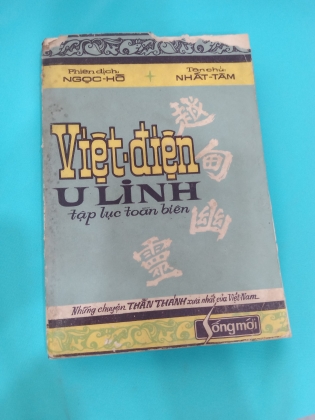 Phiên dịch
NGỌC-HỒ
+
Tân chú
NHẤT-TÂM
Việt-điện
U LINH
tập lục toàn biên
越甸幽靈
Những chuyện THẦN THÁNH xưa nhất của Việt-Nam
Sống mới